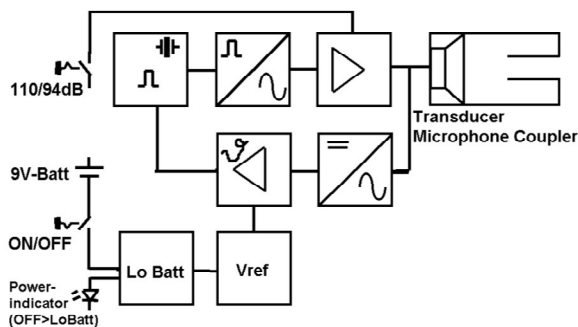 110/94dB
Transducer
Microphone Coupler
9V-Batt
ON/OFF
Lo Batt
Vref
Power-
indicator
(OFF>LoBatt)